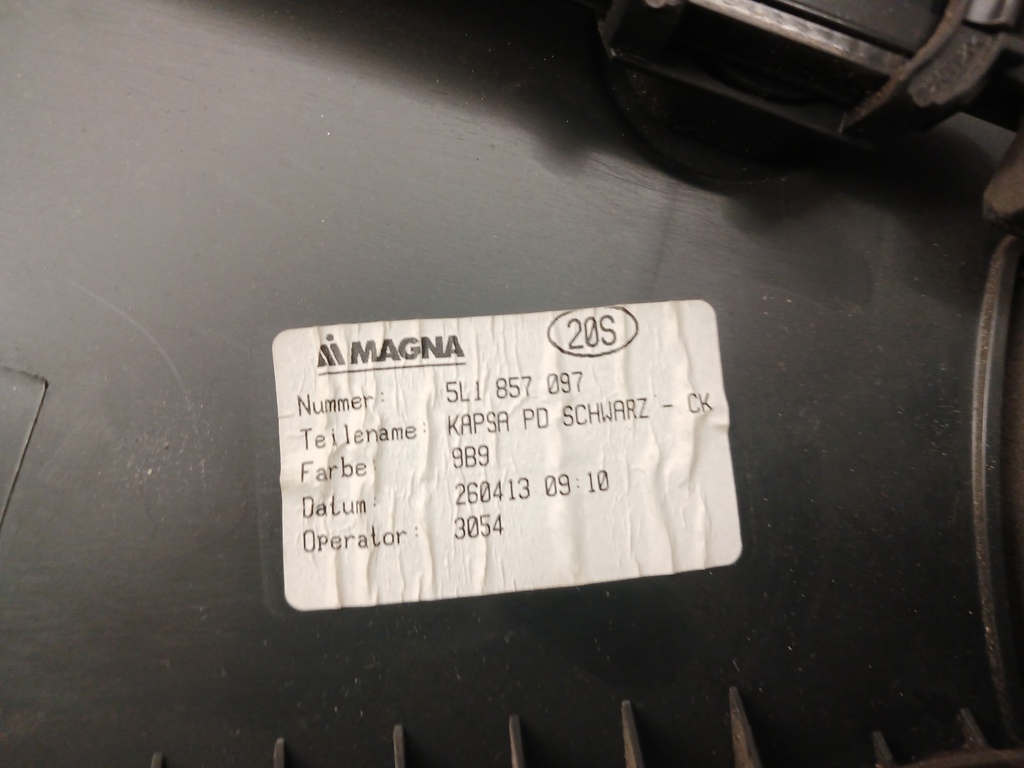 MAGNA 20S
Nummer: 5L1 857 097
Teilename: KAPSA PD SCHWARZ - CK
Farbe: 9B9
Datum: 260413 09:10
Operator: 3054